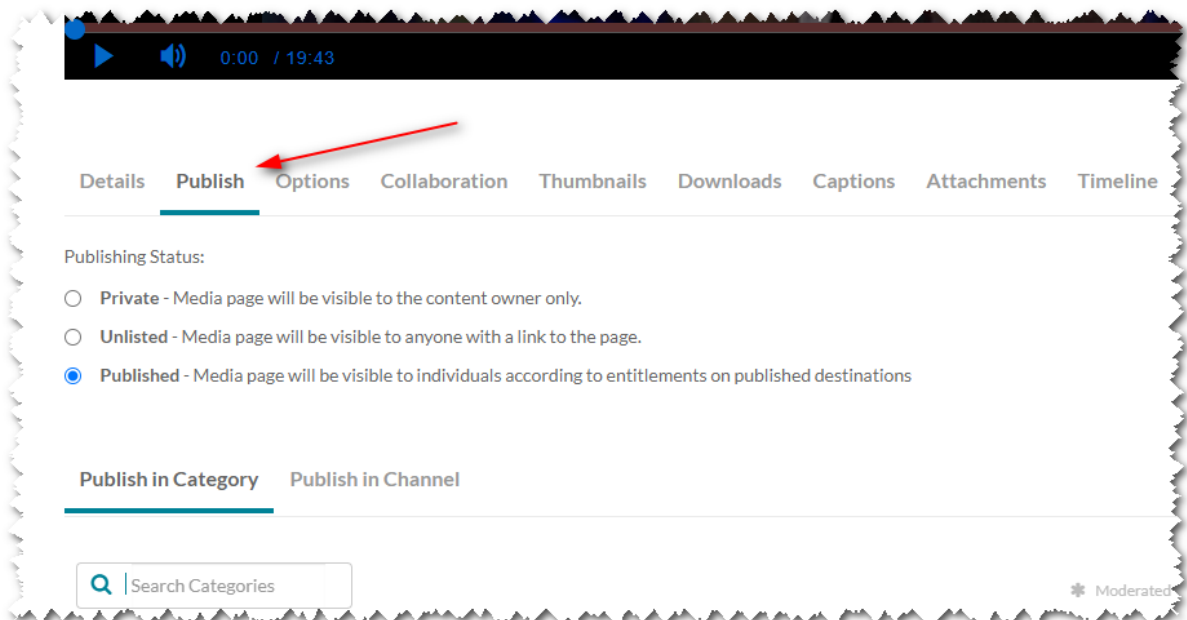 0:00 / 19:43
Details Publish Options Collaboration Thumbnails Downloads Captions Attachments Timeline
Publishing Status:
Private - Media page will be visible to the content owner only.
Unlisted - Media page will be visible to anyone with a link to the page.
Published - Media page will be visible to individuals according to entitlements on published destinations
Publish in Category Publish in Channel
Search Categories
✱ Moderated